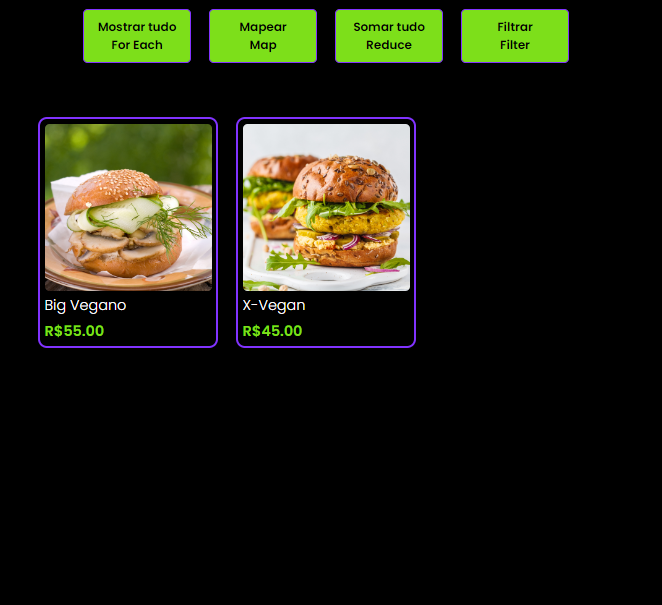 Mostrar tudo
For Each
Mapear
Map
Somar tudo
Reduce
Filtrar
Filter
Big Vegano
R$55.00
X-Vegan
R$45.00